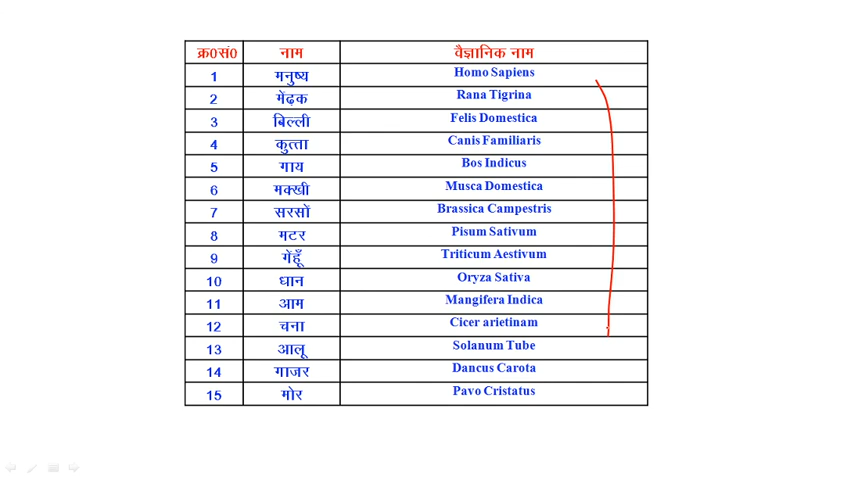 क्र0सं0 नाम वैज्ञानिक नाम
1 मनुष्य Homo Sapiens
2 मेंढ़क Rana Tigrina
3 बिल्ली Felis Domestica
4 कुत्ता Canis Familiaris
5 गाय Bos Indicus
6 मक्खी Musca Domestica
7 सरसों Brassica Campestris
8 मटर Pisum Sativum
9 गेंहूँ Triticum Aestivum
10 धान Oryza Sativa
11 आम Mangifera Indica
12 चना Cicer arietinam
13 आलू Solanum Tube
14 गाजर Dancus Carota
15 मोर Pavo Cristatus